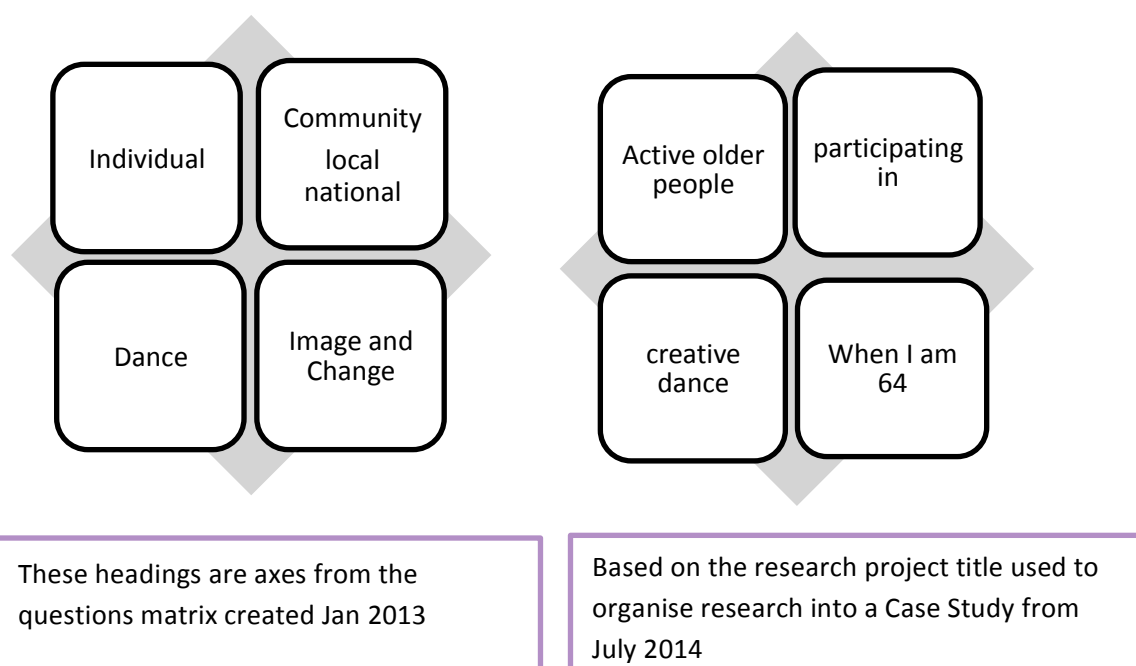 Individual
Community
local
national
Dance
Image and
Change
Active older
people
participating
in
creative
dance
When I am
64
These headings are axes from the
questions matrix created Jan 2013
Based on the research project title used to
organise research into a Case Study from
July 2014